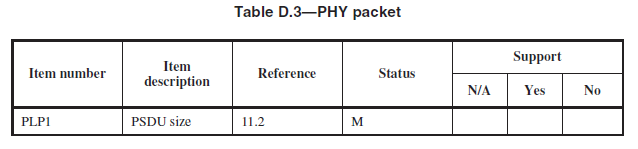 Table D.3—PHY packet
Item number
Item
description
Reference
Status
Support
N/A
Yes
No
PLP1
PSDU size
11.2
M